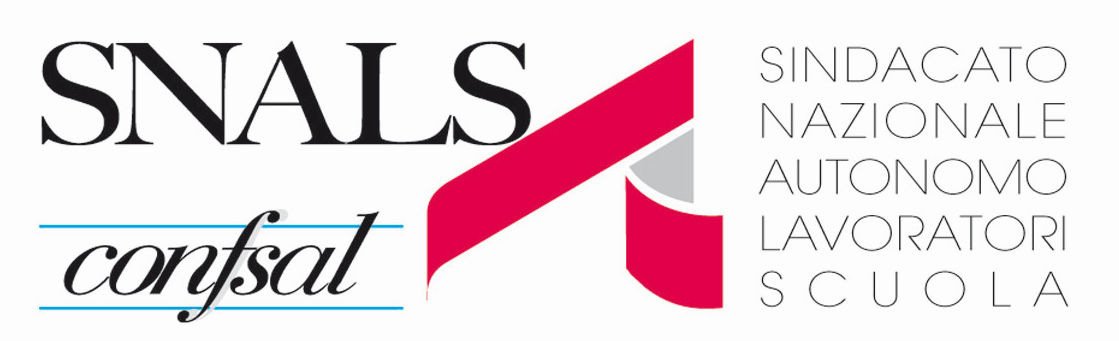 SNALS
confsal
SINDACATO
NAZIONALE
AUTONOMO
LAVORATORI
SCUOLA